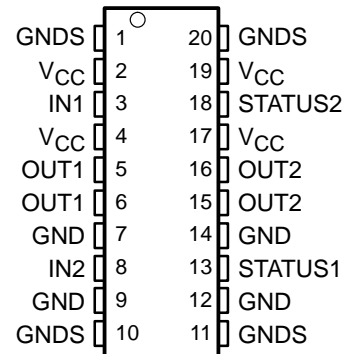 GNDS 1 20 GNDS
VCC 2 19 VCC
IN1 3 18 STATUS2
VCC 4 17 VCC
OUT1 5 16 OUT2
OUT1 6 15 OUT2
GND 7 14 GND
IN2 8 13 STATUS1
GND 9 12 GND
GNDS 10 11 GNDS